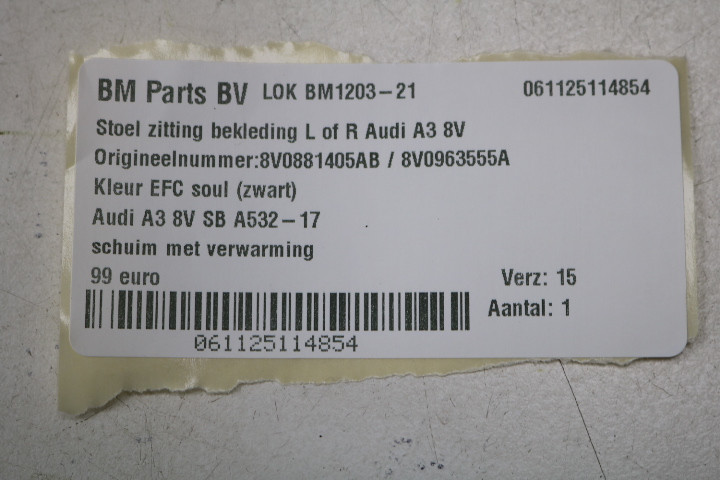 BM Parts BV LOK BM1203-21 061125114854
Stoel zitting bekleding L of R Audi A3 8V
Origineelnummer:8V0881405AB / 8V0963555A
Kleur EFC soul (zwart)
Audi A3 8V SB A532-17
schuim met verwarming
99 euro Verz: 15
Aantal: 1
061125114854